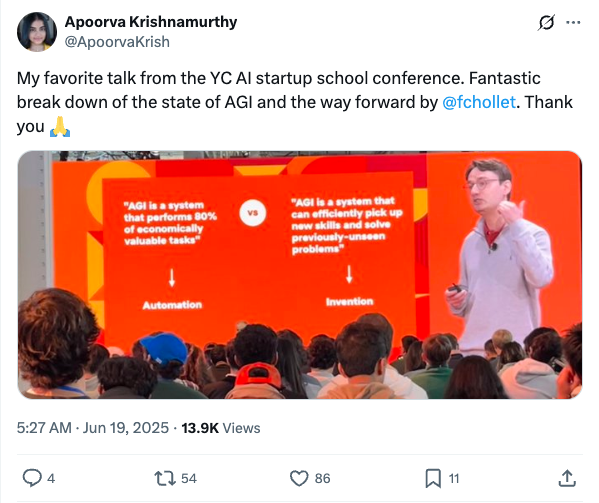 Apoorva Krishnamurthy
@ApoorvaKrish
My favorite talk from the YC AI startup school conference. Fantastic
break down of the state of AGI and the way forward by @fchollet. Thank
you 🙏
"AGI is a system
that performs 80%
of economically
valuable tasks"
VS
"AGI is a system that
can efficiently pick up
new skills and solve
previously-unseen
problems"
Automation
Invention
5:27 AM · Jun 19, 2025 · 13.9K Views
4
54
86
11